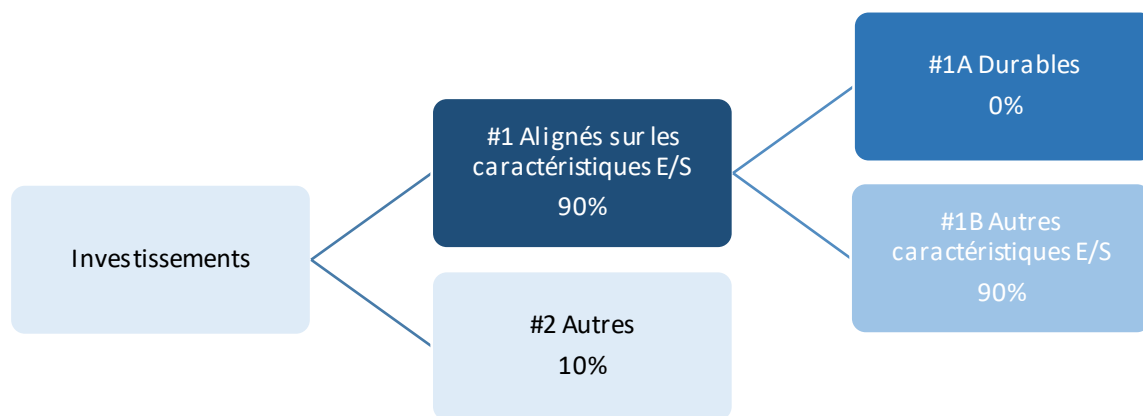 Investissements
#1 Alignés sur les
caractéristiques E/S
90%
#2 Autres
10%
#1A Durables
0%
#1B Autres
caractéristiques E/S
90%